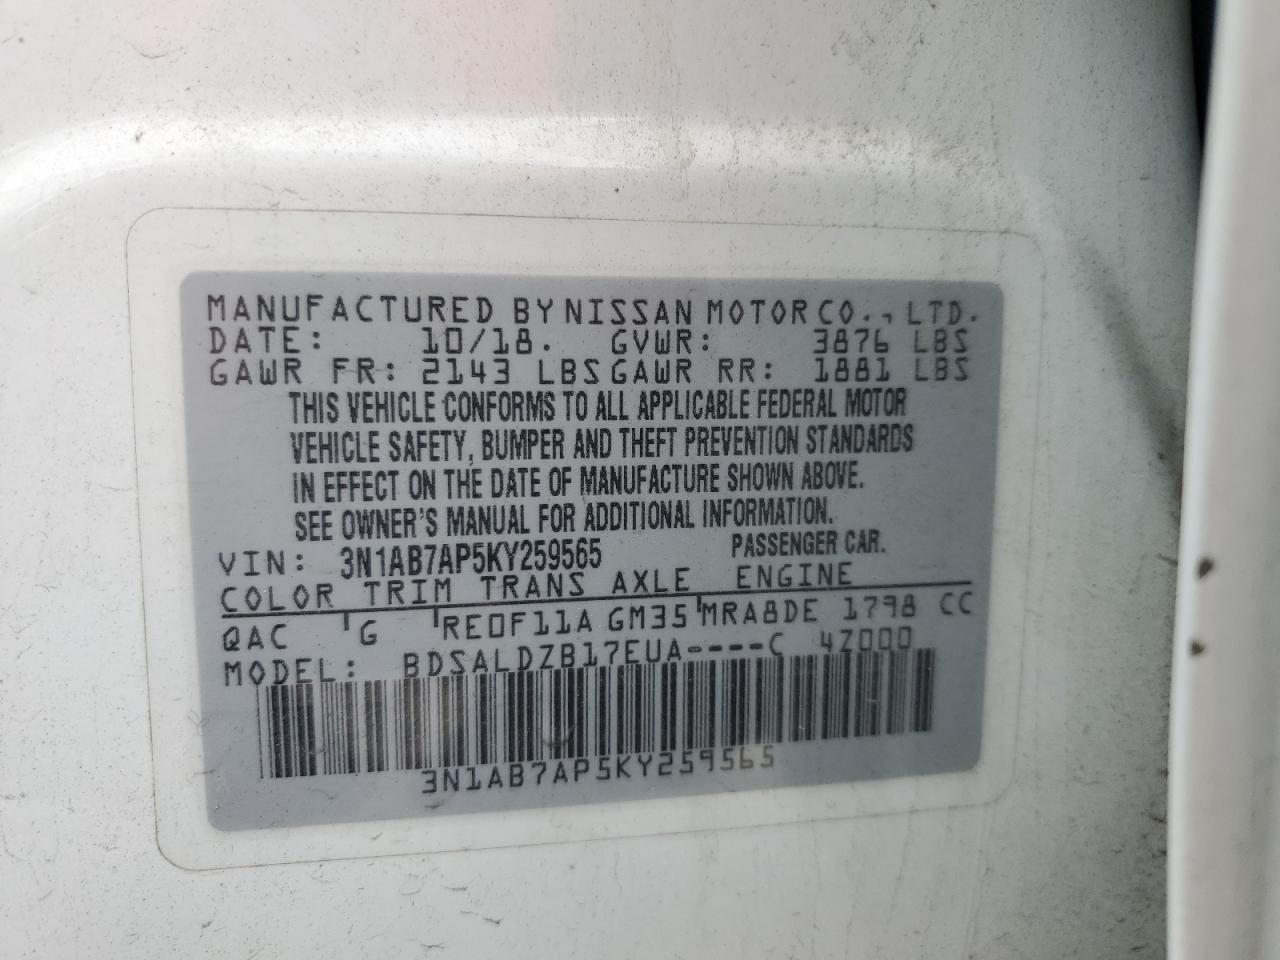 MANUFACTURED BY NISSAN MOTOR CO., LTD.
DATE: 10/18. GVWR: 3876 LBS
GAWR FR: 2143 LBS GAWR RR: 1881 LBS
THIS VEHICLE CONFORMS TO ALL APPLICABLE FEDERAL MOTOR
VEHICLE SAFETY, BUMPER AND THEFT PREVENTION STANDARDS
IN EFFECT ON THE DATE OF MANUFACTURE SHOWN ABOVE.
SEE OWNER'S MANUAL FOR ADDITIONAL INFORMATION.
VIN: 3N1AB7AP5KY259565 PASSENGER CAR.
COLOR TRIM TRANS AXLE ENGINE
QAC G RE0F11A GM35 MRA8DE 1798 CC
MODEL: BDSALDZB17EUA----C 4Z000
3N1AB7AP5KY259565